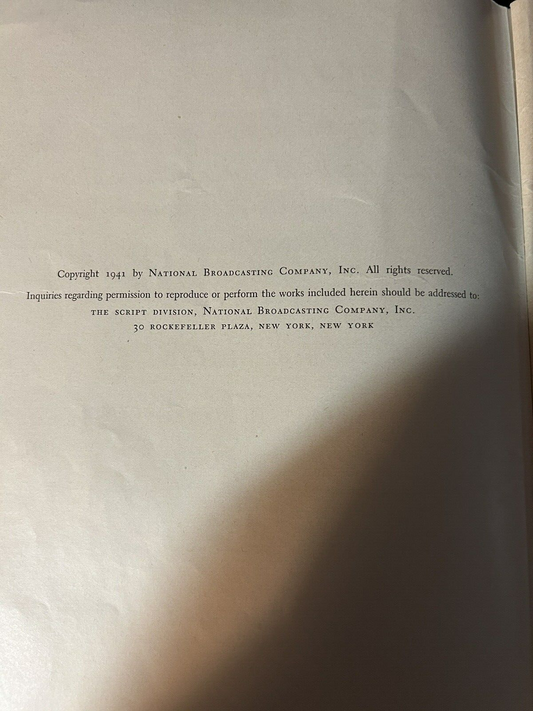 Copyright 1941 by National Broadcasting Company, Inc. All rights reserved.
Inquiries regarding permission to reproduce or perform the works included herein should be addressed to:
THE SCRIPT DIVISION, National Broadcasting Company, Inc.
30 ROCKEFELLER PLAZA, NEW YORK, NEW YORK